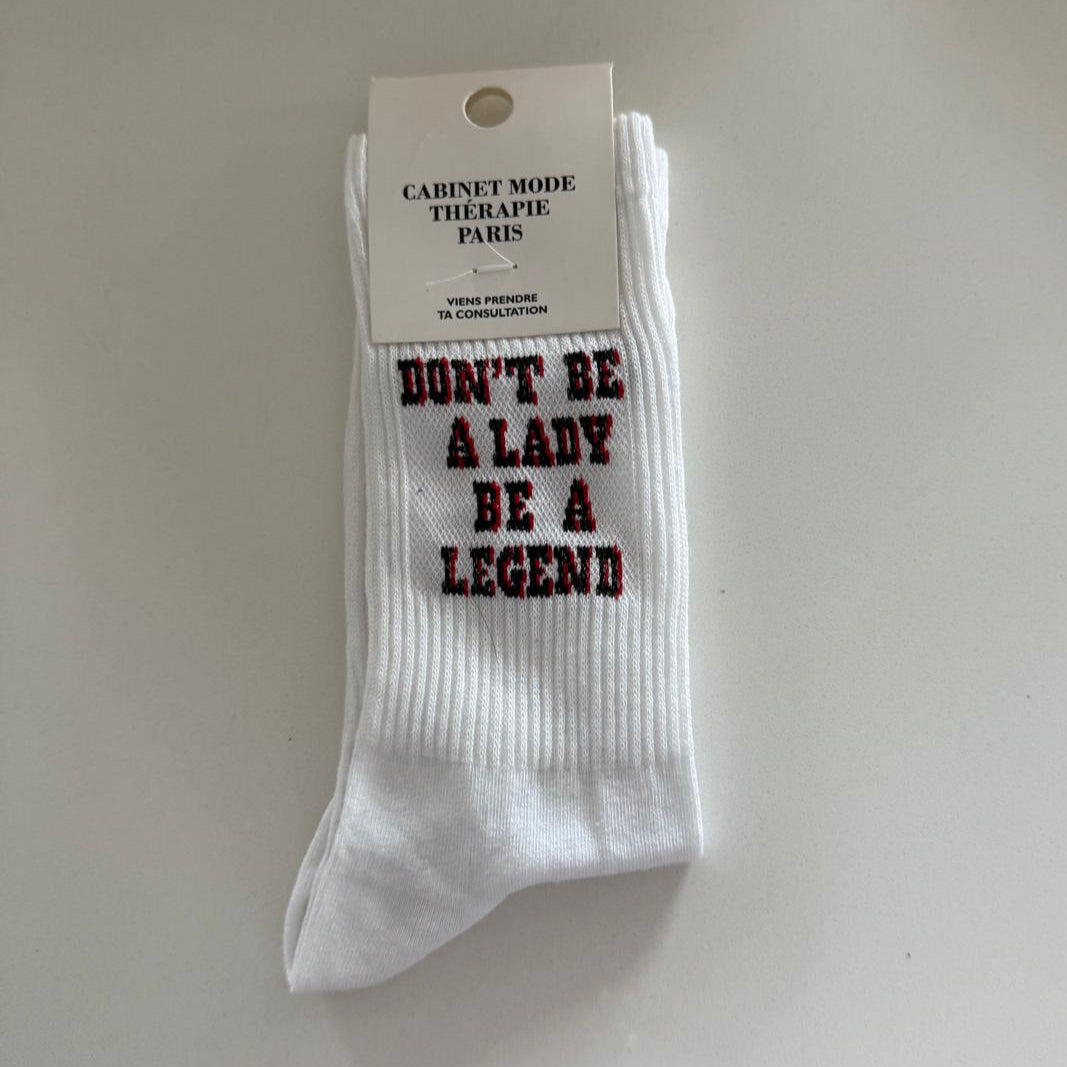 CABINET MODE
THÉRAPIE
PARIS
VIENS PRENDRE
TA CONSULTATION
DON'T BE
A LADY
BE A
LEGEND